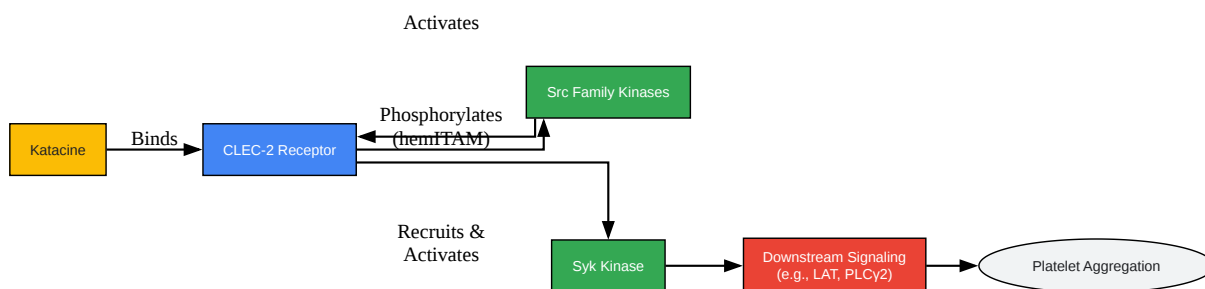 Activates
Src Family Kinases
Phosphorylates
(hemITAM)
Katacine
Binds
CLEC-2 Receptor
Recruits &
Activates
Syk Kinase
Downstream Signaling
(e.g., LAT, PLCγ2)
Platelet Aggregation